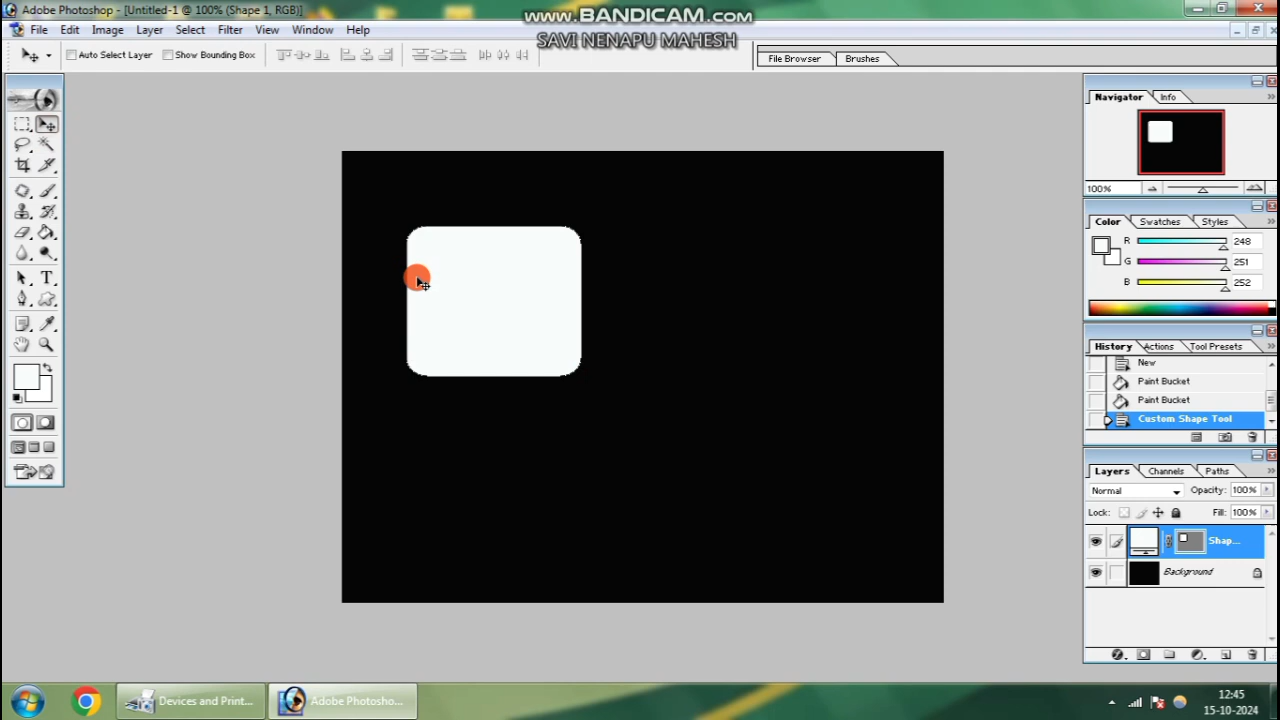 Adobe Photoshop - [Untitled-1 @ 100% (Shape 1, RGB)]
www.BANDICAM.com
File Edit Image Layer Select Filter View Window Help
SAVI NENAPU MAHESH
Auto Select Layer Show Bounding Box
File Browser Brushes
Navigator Info
100%
Color Swatches Styles
R 248
G 251
B 252
History Actions Tool Presets
New
Paint Bucket
Paint Bucket
Custom Shape Tool
Layers Channels Paths
Normal Opacity: 100%
Lock: Fill: 100%
Shap...
Background
Devices and Print... Adobe Photosho...
12:45
15-10-2024